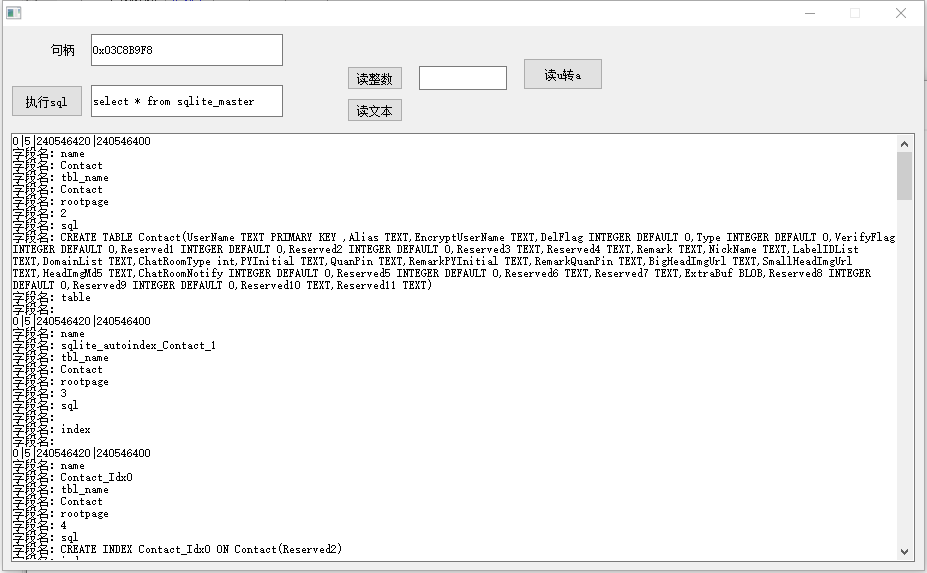 句柄
0x03C8B9F8
执行sql
select * from sqlite_master
读整数
读文本
读u转a
0|5|240546420|240546400
字段名: name
字段名: Contact
字段名: tbl_name
字段名: Contact
字段名: rootpage
字段名: 2
字段名: sql
字段名: CREATE TABLE Contact(UserName TEXT PRIMARY KEY ,Alias TEXT,EncryptUserName TEXT,DelFlag INTEGER DEFAULT 0,Type INTEGER DEFAULT 0,VerifyFlag
INTEGER DEFAULT 0,Reserved1 INTEGER DEFAULT 0,Reserved2 INTEGER DEFAULT 0,Reserved3 TEXT,Reserved4 TEXT,Remark TEXT,NickName TEXT,LabelIDList
TEXT,DomainList TEXT,ChatRoomType int,PYInitial TEXT,QuanPin TEXT,RemarkPYInitial TEXT,RemarkQuanPin TEXT,BigHeadImgUrl TEXT,SmallHeadImgUrl
TEXT,HeadImgMd5 TEXT,ChatRoomNotify INTEGER DEFAULT 0,Reserved5 INTEGER DEFAULT 0,Reserved6 TEXT,Reserved7 TEXT,ExtraBuf BLOB,Reserved8 INTEGER
DEFAULT 0,Reserved9 INTEGER DEFAULT 0,Reserved10 TEXT,Reserved11 TEXT)
字段名: table
字段名:
0|5|240546420|240546400
字段名: name
字段名: sqlite_autoindex_Contact_1
字段名: tbl_name
字段名: Contact
字段名: rootpage
字段名: 3
字段名: sql
字段名:
字段名: index
字段名:
0|5|240546420|240546400
字段名: name
字段名: Contact_Idx0
字段名: tbl_name
字段名: Contact
字段名: rootpage
字段名: 4
字段名: sql
字段名: CREATE INDEX Contact_Idx0 ON Contact(Reserved2)